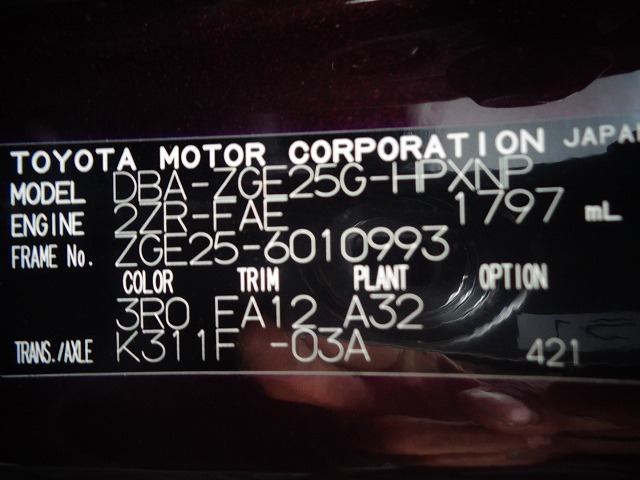 TOYOTA MOTOR CORPORATION JAPAN
MODEL DBA-ZGE25G-HPXNP
ENGINE 2ZR-FAE 1797 mL
FRAME No. ZGE25-6010993
COLOR TRIM PLANT OPTION
3R0 FA12 A32
TRANS./AXLE K311F -03A 421